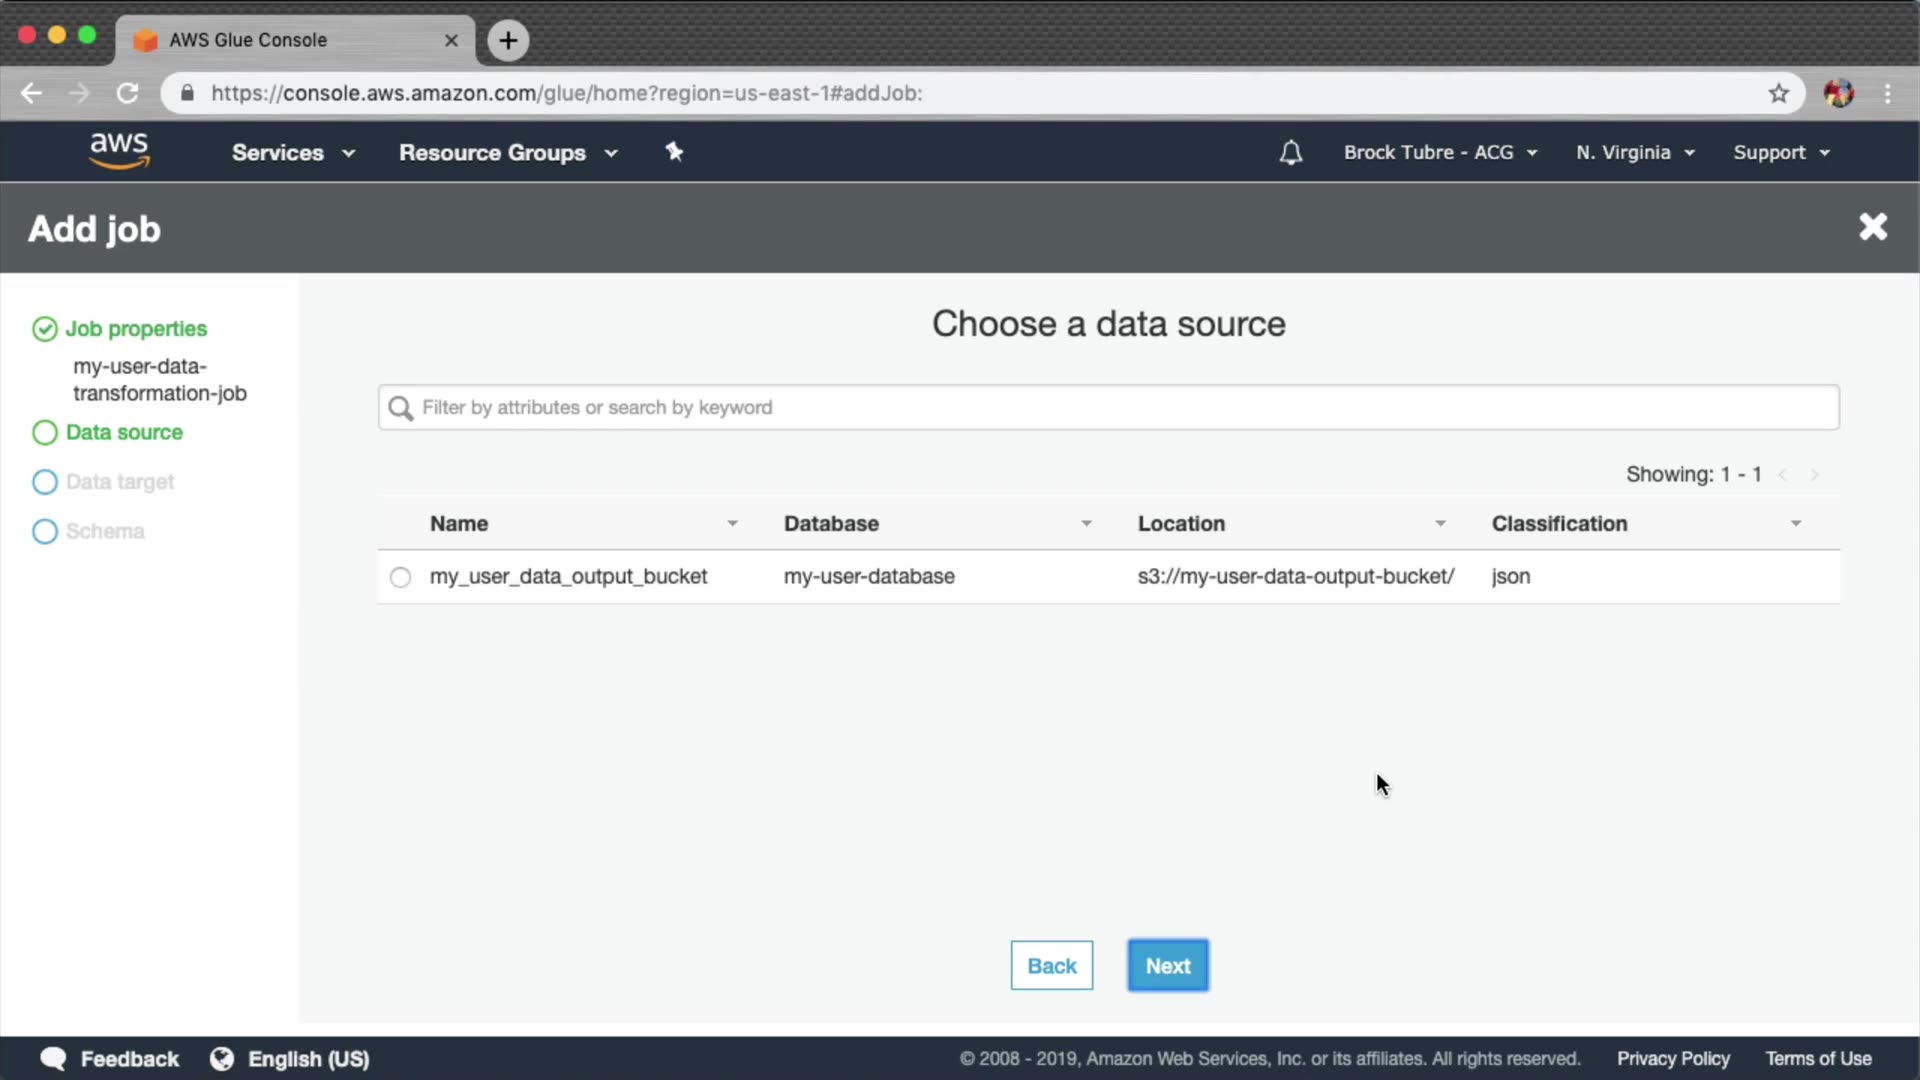 AWS Glue Console
https://console.aws.amazon.com/glue/home?region=us-east-1#addJob:
aws
Services
Resource Groups
Brock Tubre - ACG
N. Virginia
Support
Add job
Job properties
my-user-data-
transformation-job
Data source
Data target
Schema
Choose a data source
Filter by attributes or search by keyword
Showing: 1 - 1
Name Database Location Classification
my_user_data_output_bucket my-user-database s3://my-user-data-output-bucket/ json
Back
Next
Feedback
English (US)
© 2008 - 2019, Amazon Web Services, Inc. or its affiliates. All rights reserved.
Privacy Policy
Terms of Use